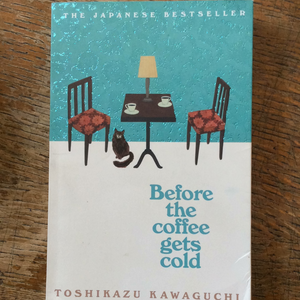 THE JAPANESE BESTSELLER
Before
the
coffee
gets
cold
TOSHIKAZU KAWAGUCHI